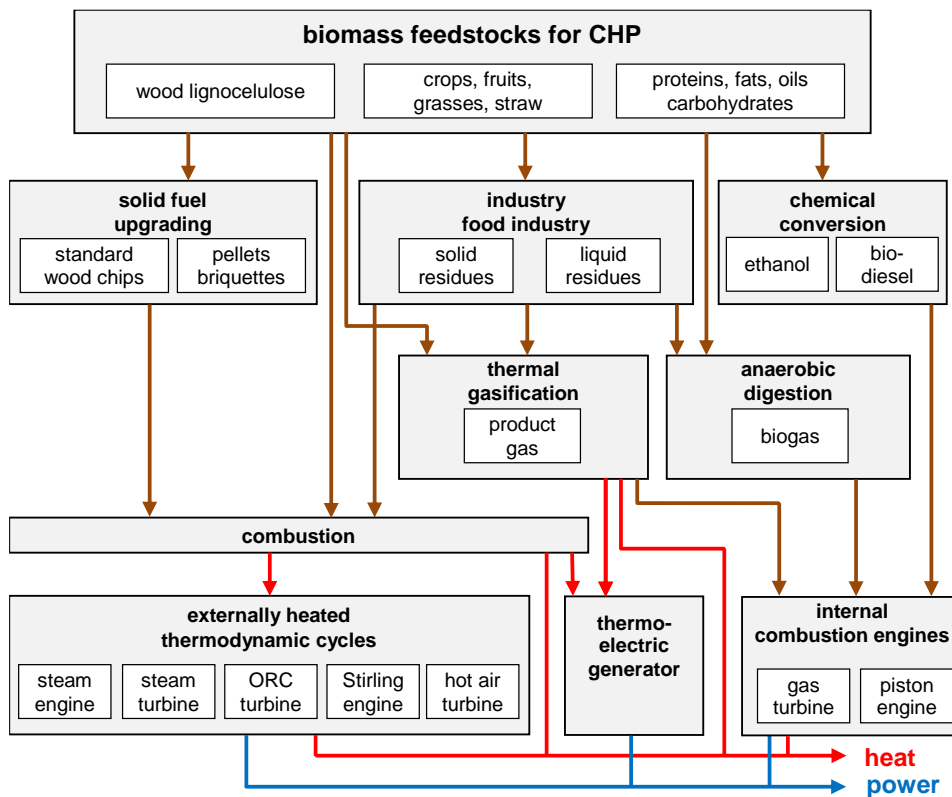 biomass feedstocks for CHP
wood lignocelulose
crops, fruits,
grasses, straw
proteins, fats, oils
carbohydrates
solid fuel
upgrading
standard
wood chips
pellets
briquettes
industry
food industry
solid
residues
liquid
residues
chemical
conversion
ethanol
bio-
diesel
thermal
gasification
product
gas
anaerobic
digestion
biogas
combustion
externally heated
thermodynamic cycles
steam
engine
steam
turbine
ORC
turbine
Stirling
engine
hot air
turbine
thermo-
electric
generator
internal
combustion engines
gas
turbine
piston
engine
heat
power